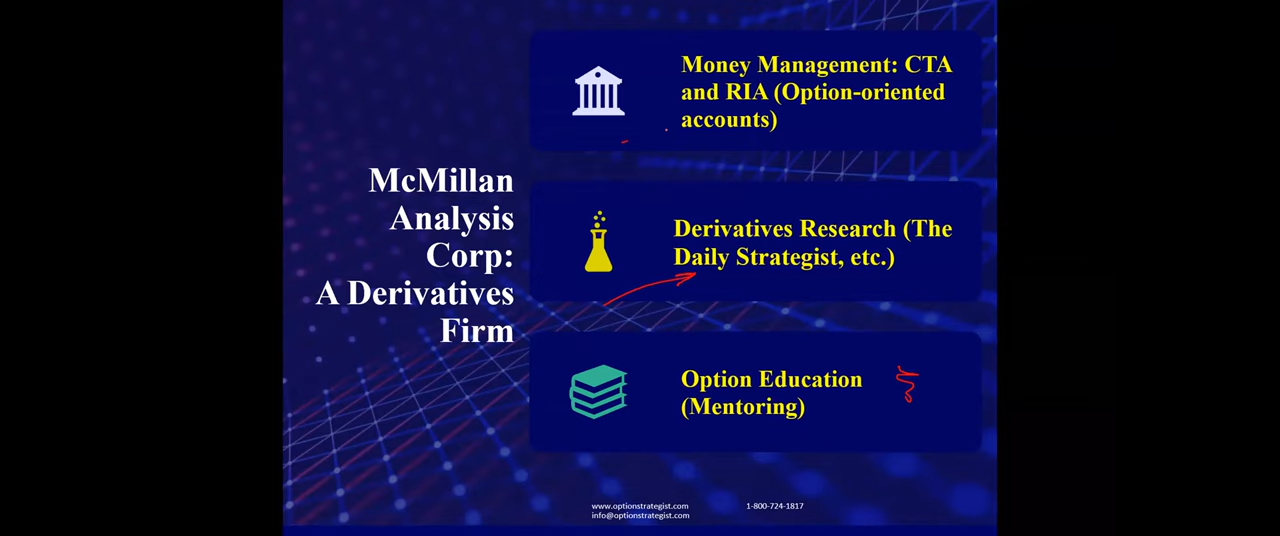 McMillan
Analysis
Corp:
A Derivatives
Firm
Money Management: CTA
and RIA (Option-oriented
accounts)
Derivatives Research (The
Daily Strategist, etc.)
Option Education
(Mentoring)
www.optionstrategist.com 1-800-724-1817
info@optionstrategist.com